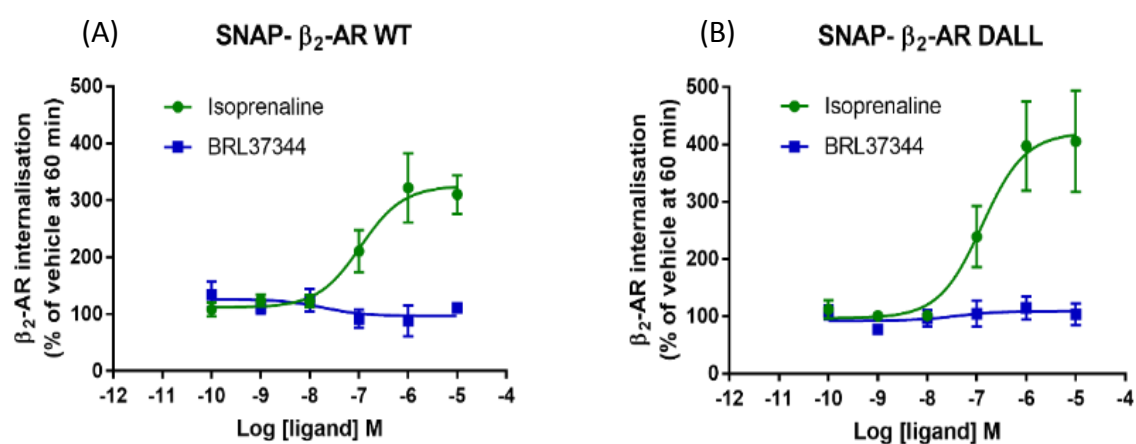 (A) SNAP- β₂-AR WT
500
400
300
200
100
0
β₂-AR internalisation
(% of vehicle at 60 min)
Isoprenaline
BRL37344
-12 -11 -10 -9 -8 -7 -6 -5 -4
Log [ligand] M
(B) SNAP- β₂-AR DALL
500
400
300
200
100
0
β₂-AR internalisation
(% of vehicle at 60 min)
Isoprenaline
BRL37344
-12 -11 -10 -9 -8 -7 -6 -5 -4
Log [ligand] M